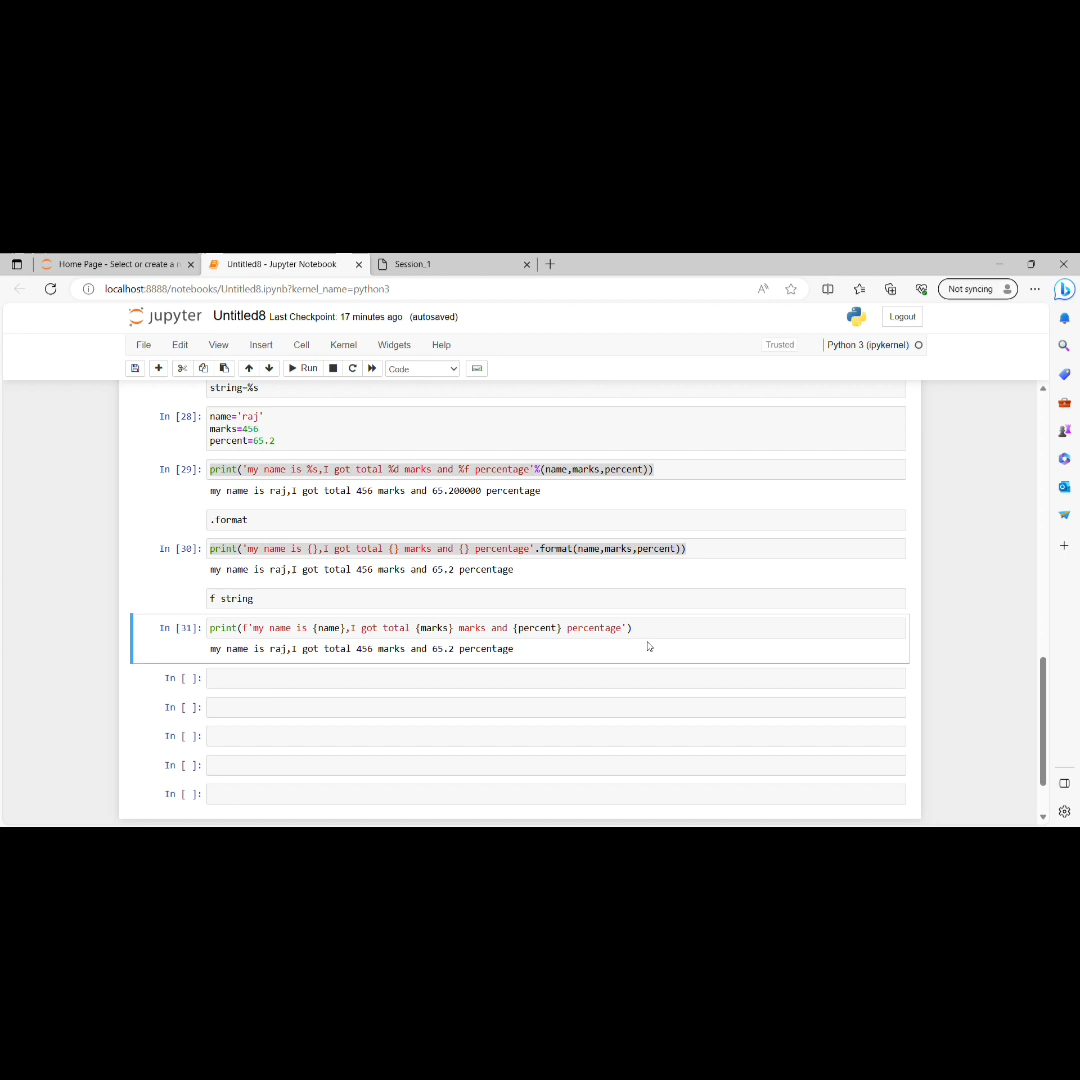 Home Page - Select or create a n
Untitled8 - Jupyter Notebook
Session_1
localhost:8888/notebooks/Untitled8.ipynb?kernel_name=python3
Not syncing
jupyter Untitled8 Last Checkpoint: 17 minutes ago (autosaved)
Logout
File Edit View Insert Cell Kernel Widgets Help
Trusted
Python 3 (ipykernel)
Run
Code
string=%s
In [28]: name='raj'
marks=456
percent=65.2
In [29]: print('my name is %s,I got total %d marks and %f percentage'%(name,marks,percent))
my name is raj,I got total 456 marks and 65.200000 percentage
.format
In [30]: print('my name is {},I got total {} marks and {} percentage'.format(name,marks,percent))
my name is raj,I got total 456 marks and 65.2 percentage
f string
In [31]: print(f'my name is {name},I got total {marks} marks and {percent} percentage')
my name is raj,I got total 456 marks and 65.2 percentage
In [ ]:
In [ ]:
In [ ]:
In [ ]:
In [ ]: